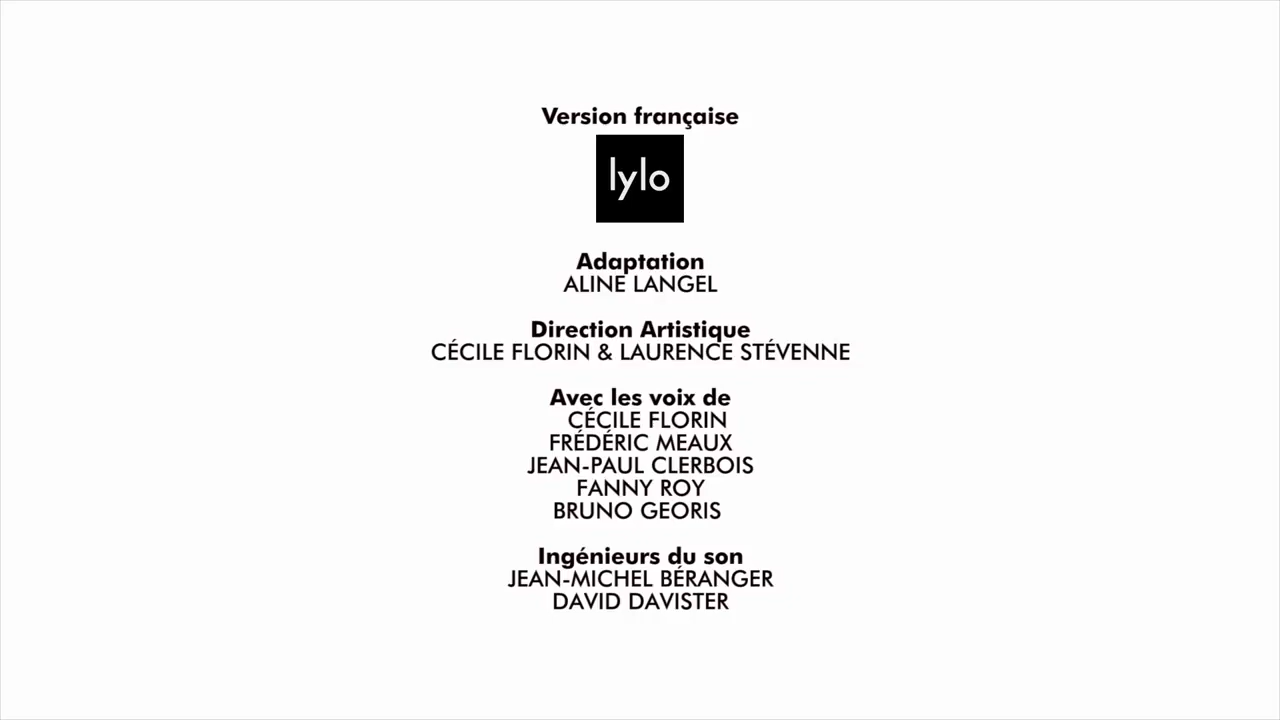 Version française
lylo
Adaptation
ALINE LANGEL
Direction Artistique
CÉCILE FLORIN & LAURENCE STÉVENNE
Avec les voix de
CÉCILE FLORIN
FRÉDÉRIC MEAUX
JEAN-PAUL CLERBOIS
FANNY ROY
BRUNO GEORIS
Ingénieurs du son
JEAN-MICHEL BÉRANGER
DAVID DAVISTER